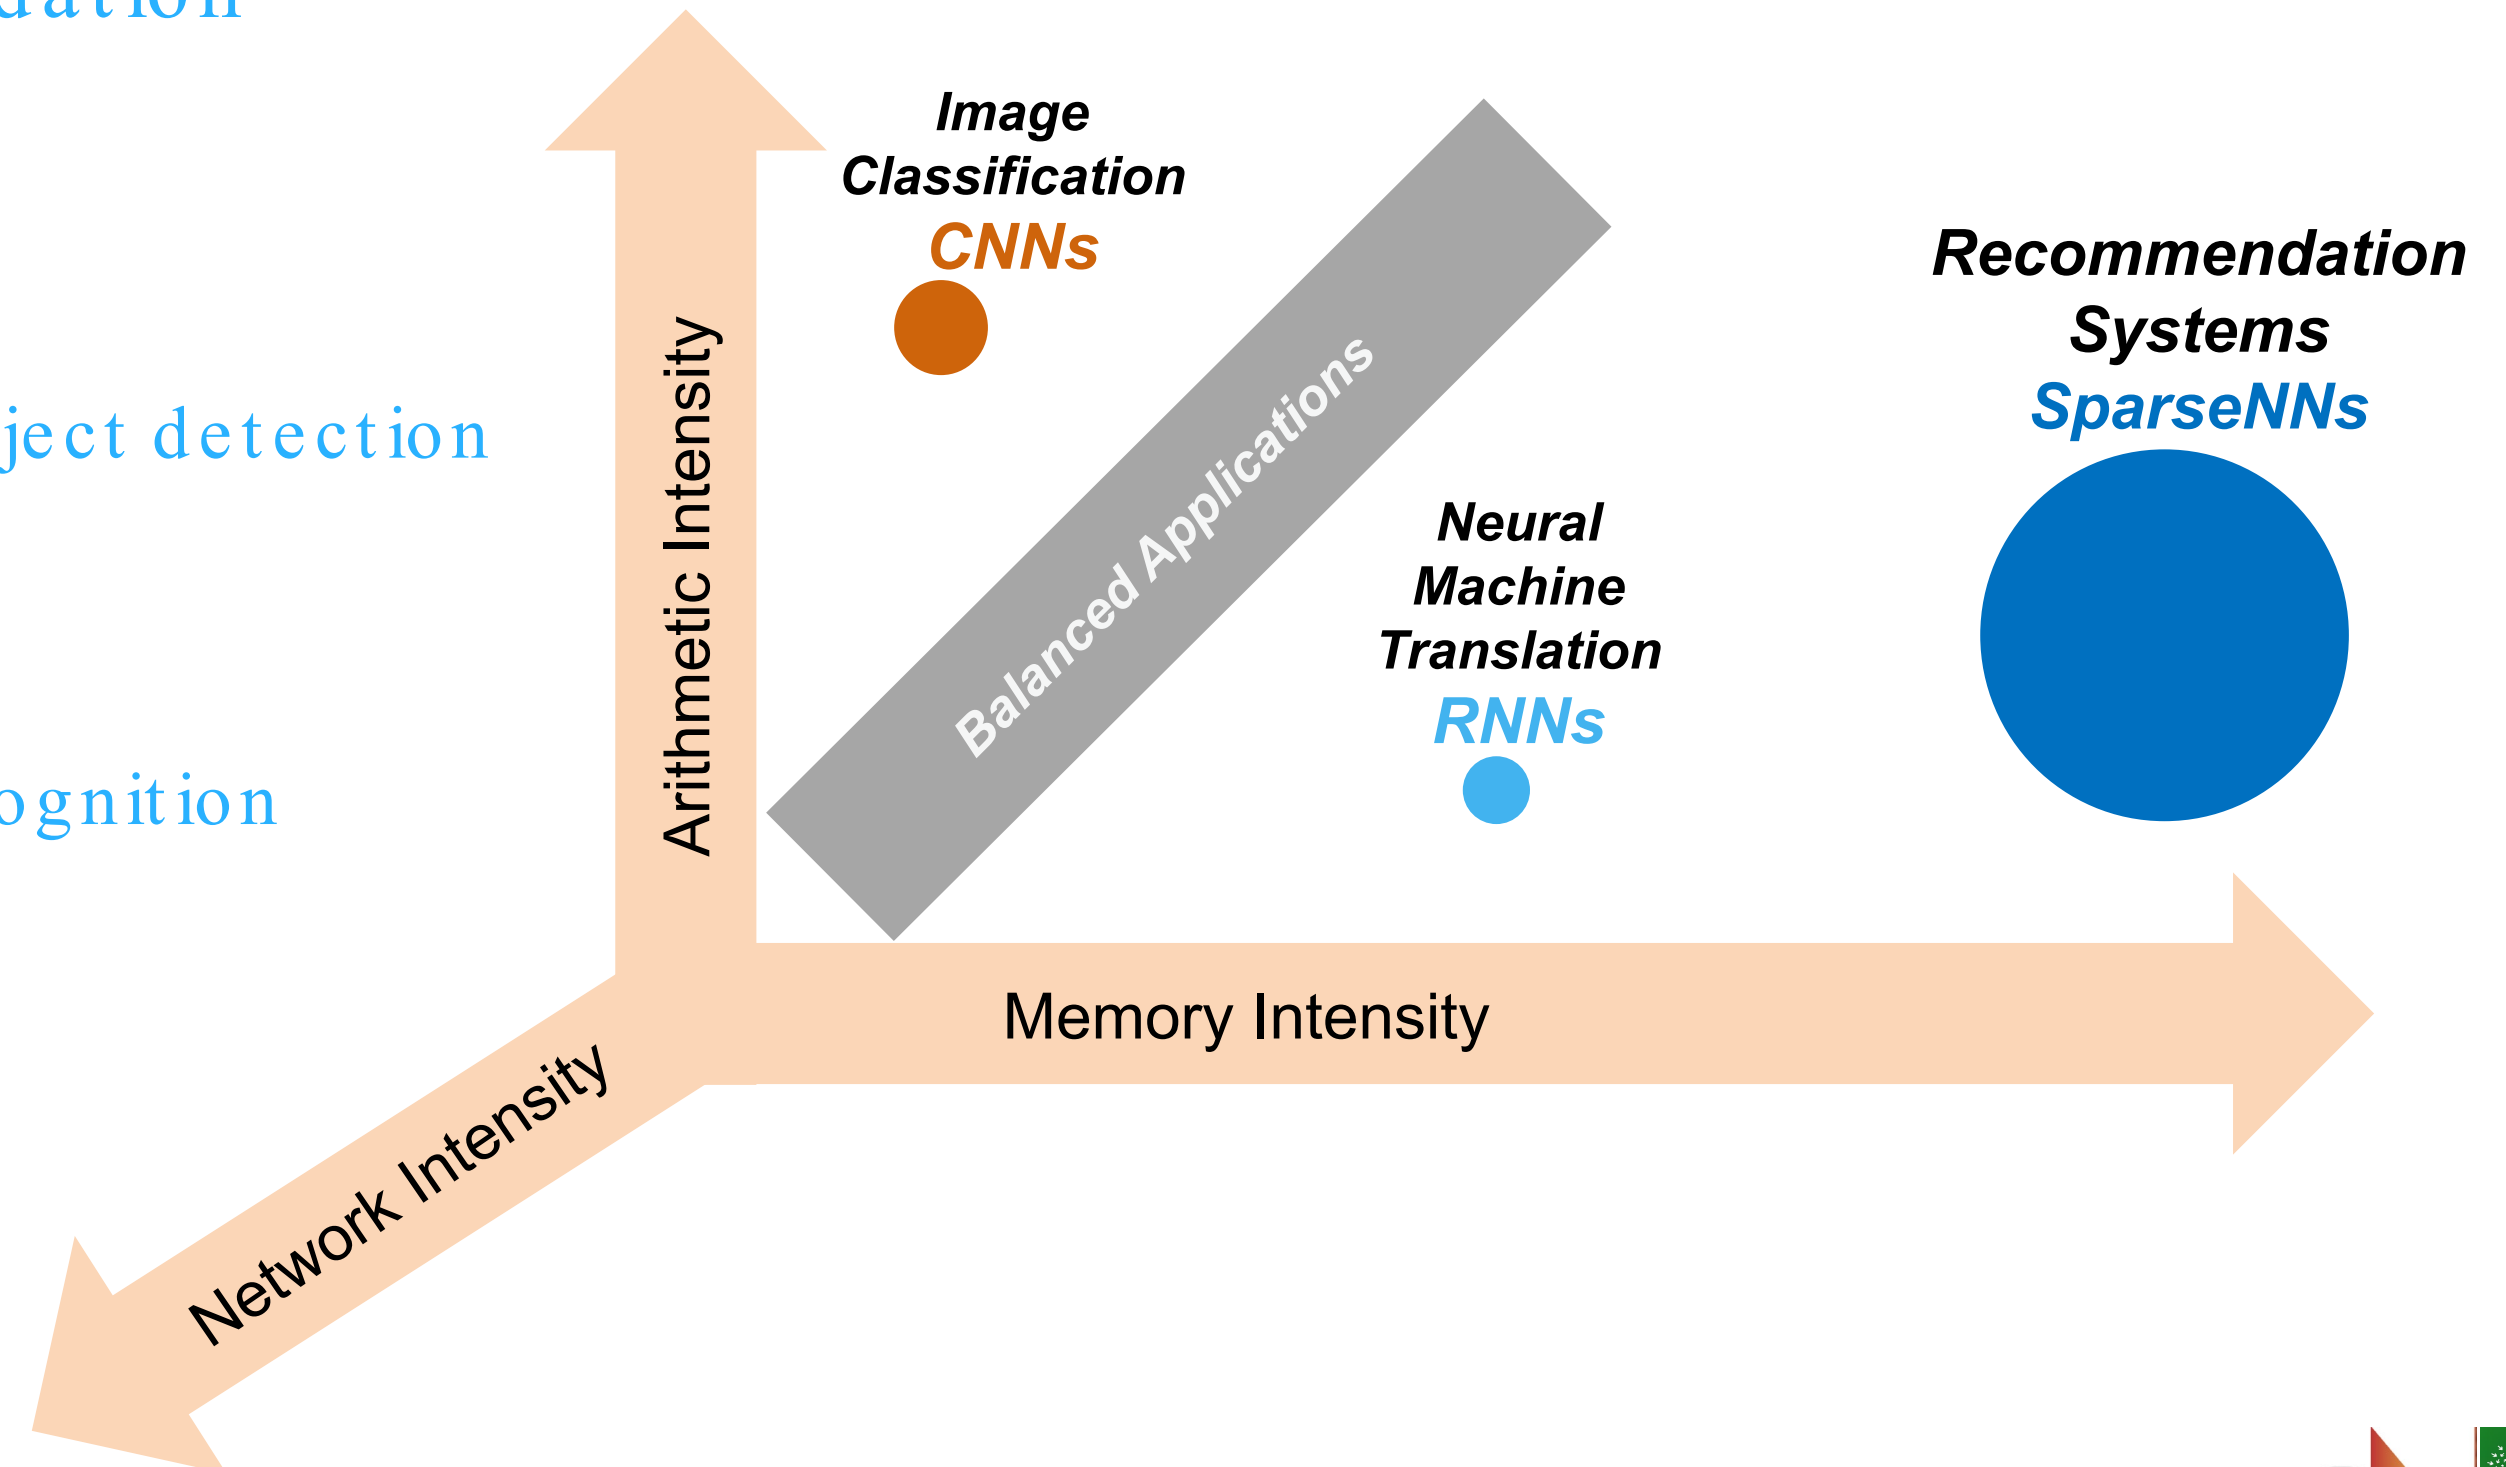 ject detection
Image
Classification
CNNs
Recommendation
Systems
SparseNNs
Neural
Machine
Translation
RNNs
Balanced Applications
Arithmetic Intensity
Memory Intensity
Network Intensity